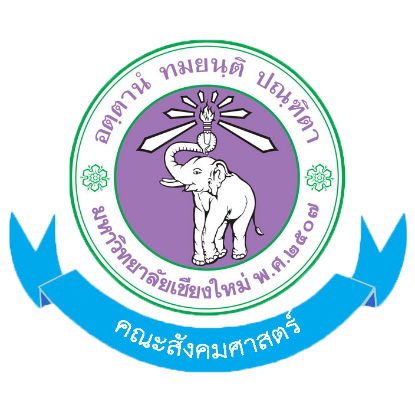 อตฺตานํ ทมยนฺติ ปณฺฑิตา
มหาวิทยาลัยเชียงใหม่ พ.ศ.๒๕๐๗
คณะสังคมศาสตร์